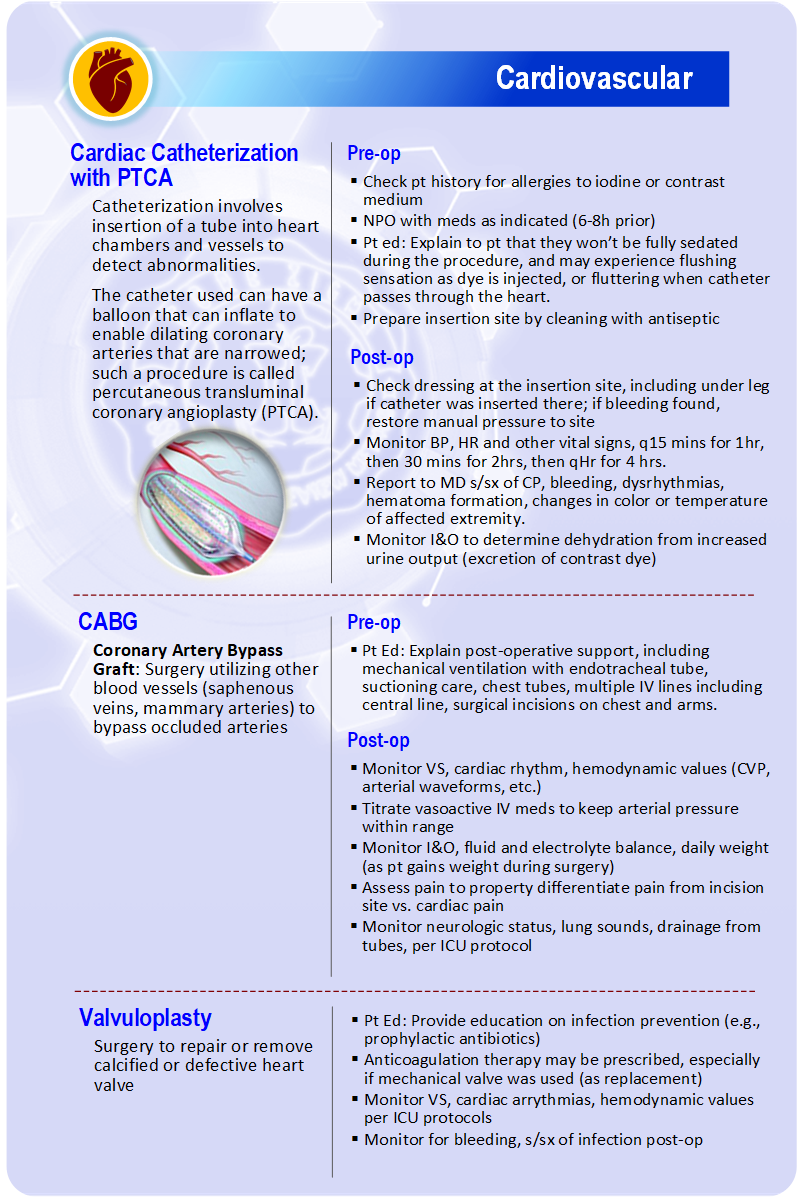 Cardiovascular
Cardiac Catheterization
with PTCA
Catheterization involves
insertion of a tube into heart
chambers and vessels to
detect abnormalities.
The catheter used can have a
balloon that can inflate to
enable dilating coronary
arteries that are narrowed;
such a procedure is called
percutaneous transluminal
coronary angioplasty (PTCA).
Pre-op
▪ Check pt history for allergies to iodine or contrast
medium
▪ NPO with meds as indicated (6-8h prior)
▪ Pt ed: Explain to pt that they won’t be fully sedated
during the procedure, and may experience flushing
sensation as dye is injected, or fluttering when catheter
passes through the heart.
▪ Prepare insertion site by cleaning with antiseptic
Post-op
▪ Check dressing at the insertion site, including under leg
if catheter was inserted there; if bleeding found,
restore manual pressure to site
▪ Monitor BP, HR and other vital signs, q15 mins for 1hr,
then 30 mins for 2hrs, then qHr for 4 hrs.
▪ Report to MD s/sx of CP, bleeding, dysrhythmias,
hematoma formation, changes in color or temperature
of affected extremity.
▪ Monitor I&O to determine dehydration from increased
urine output (excretion of contrast dye)
CABG
Coronary Artery Bypass
Graft: Surgery utilizing other
blood vessels (saphenous
veins, mammary arteries) to
bypass occluded arteries
Pre-op
▪ Pt Ed: Explain post-operative support, including
mechanical ventilation with endotracheal tube,
suctioning care, chest tubes, multiple IV lines including
central line, surgical incisions on chest and arms.
Post-op
▪ Monitor VS, cardiac rhythm, hemodynamic values (CVP,
arterial waveforms, etc.)
▪ Titrate vasoactive IV meds to keep arterial pressure
within range
▪ Monitor I&O, fluid and electrolyte balance, daily weight
(as pt gains weight during surgery)
▪ Assess pain to property differentiate pain from incision
site vs. cardiac pain
▪ Monitor neurologic status, lung sounds, drainage from
tubes, per ICU protocol
Valvuloplasty
Surgery to repair or remove
calcified or defective heart
valve
▪ Pt Ed: Provide education on infection prevention (e.g.,
prophylactic antibiotics)
▪ Anticoagulation therapy may be prescribed, especially
if mechanical valve was used (as replacement)
▪ Monitor VS, cardiac arrythmias, hemodynamic values
per ICU protocols
▪ Monitor for bleeding, s/sx of infection post-op